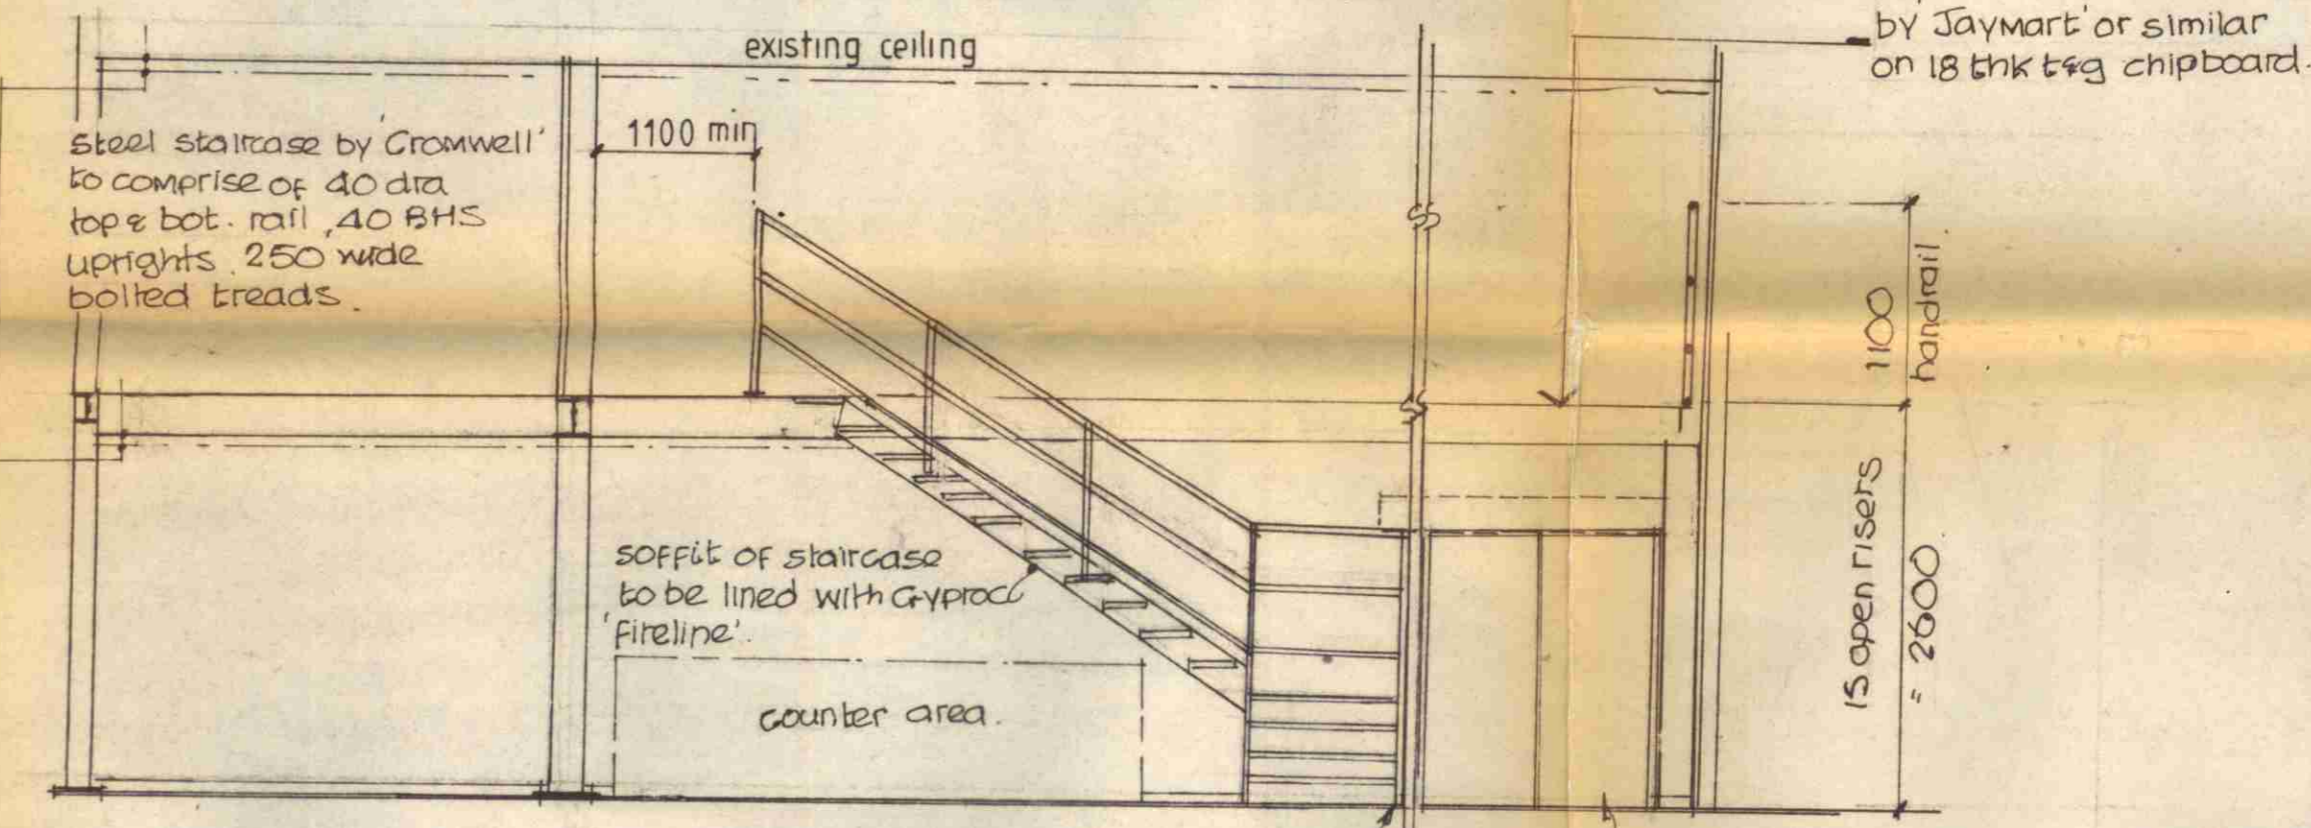 existing ceiling
by 'Jaymart' or similar
on 18 thk t&g chipboard.
steel staircase by 'Cromwell'
to comprise of 40 dia
top & bot. rail, 40 BHS
uprights, 250 wide
bolted treads.
1100 min
1100
handrail
soffit of staircase
to be lined with Gyproc
'fireline'.
counter area.
15 open risers
= 2600